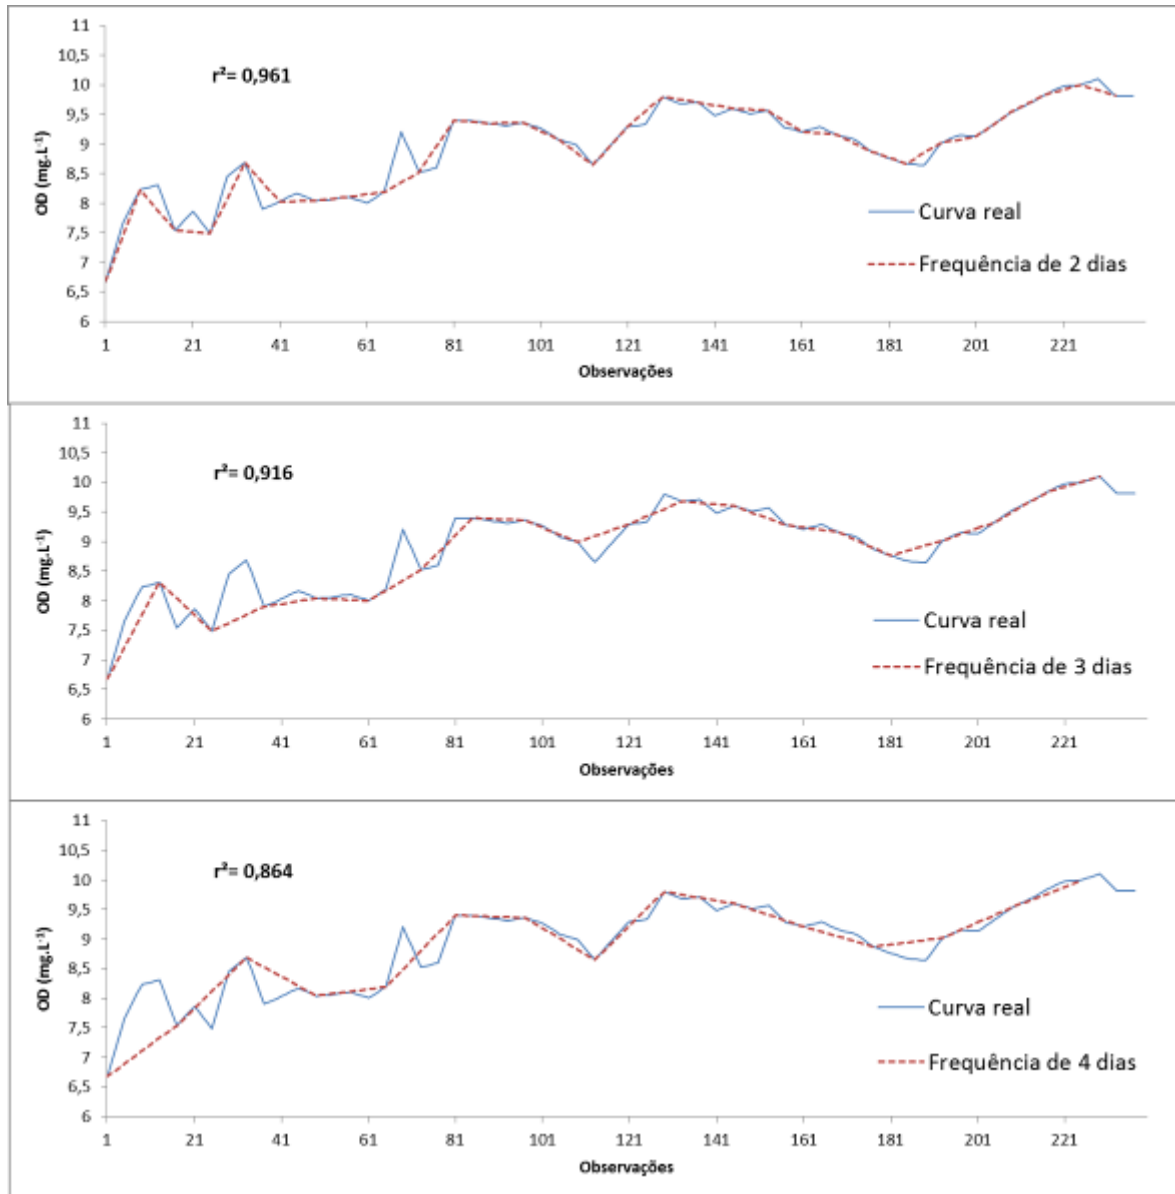 11
10,5
10
9,5
9
8,5
8
7,5
7
6,5
6
OD (mg.L⁻¹)
r²= 0,961
Curva real
Frequência de 2 dias
1 21 41 61 81 101 121 141 161 181 201 221
Observações
11
10,5
10
9,5
9
8,5
8
7,5
7
6,5
6
OD (mg.L⁻¹)
r²= 0,916
Curva real
Frequência de 3 dias
1 21 41 61 81 101 121 141 161 181 201 221
Observações
11
10,5
10
9,5
9
8,5
8
7,5
7
6,5
6
OD (mg.L⁻¹)
r²= 0,864
Curva real
Frequência de 4 dias
1 21 41 61 81 101 121 141 161 181 201 221
Observações